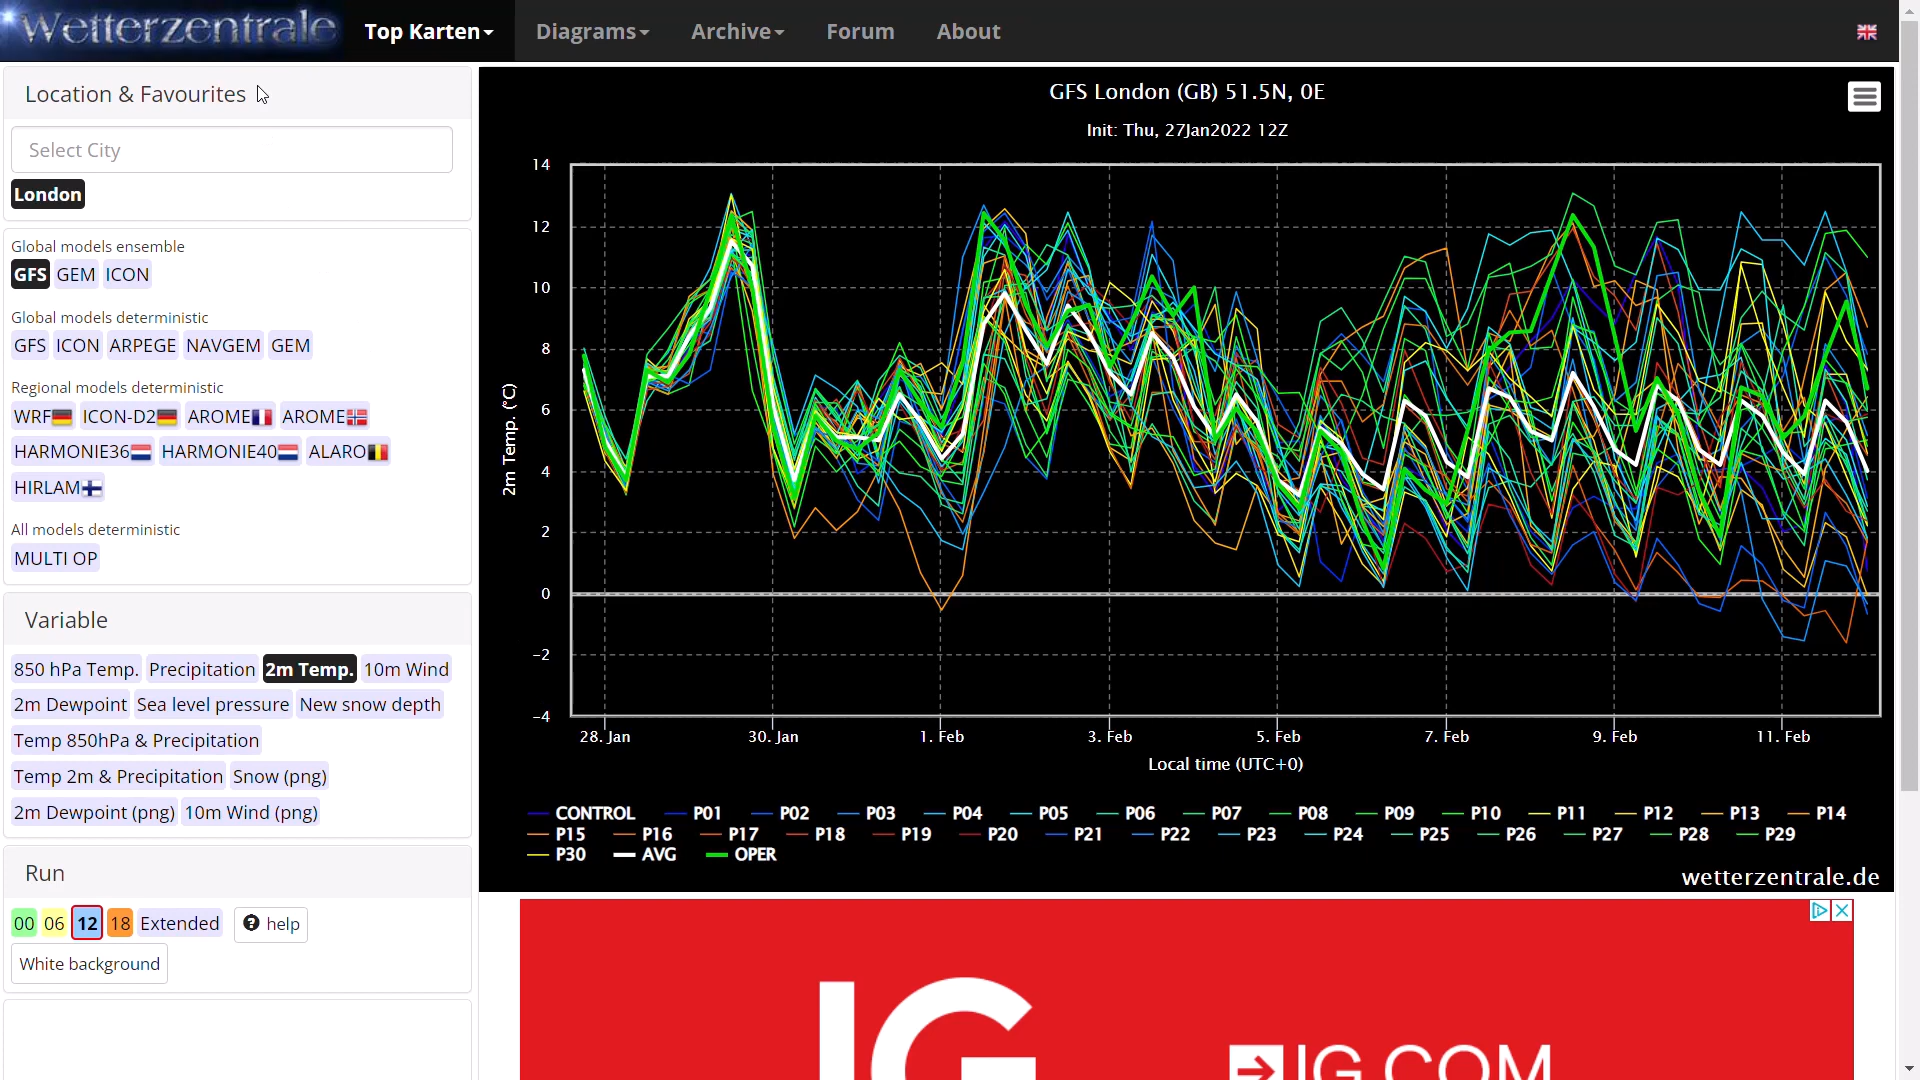 Wetterzentrale
Top Karten
Diagrams
Archive
Forum
About
Location & Favourites
Select City
London
Global models ensemble
GFS GEM ICON
Global models deterministic
GFS ICON ARPEGE NAVGEM GEM
Regional models deterministic
WRF ICON-D2 AROME AROME
HARMONIE36 HARMONIE40 ALARO
HIRLAM
All models deterministic
MULTI OP
Variable
850 hPa Temp. Precipitation 2m Temp. 10m Wind
2m Dewpoint Sea level pressure New snow depth
Temp 850hPa & Precipitation
Temp 2m & Precipitation Snow (png)
2m Dewpoint (png) 10m Wind (png)
Run
00 06 12 18 Extended ? help
White background
GFS London (GB) 51.5N, 0E
Init: Thu, 27Jan2022 12Z
14
12
10
8
6
4
2
0
−2
−4
2m Temp. (°C)
28. Jan 30. Jan 1. Feb 3. Feb 5. Feb 7. Feb 9. Feb 11. Feb
Local time (UTC+0)
CONTROL P01 P02 P03 P04 P05 P06 P07 P08 P09 P10 P11 P12 P13 P14
P15 P16 P17 P18 P19 P20 P21 P22 P23 P24 P25 P26 P27 P28 P29
P30 AVG OPER
wetterzentrale.de
IG
IG.COM